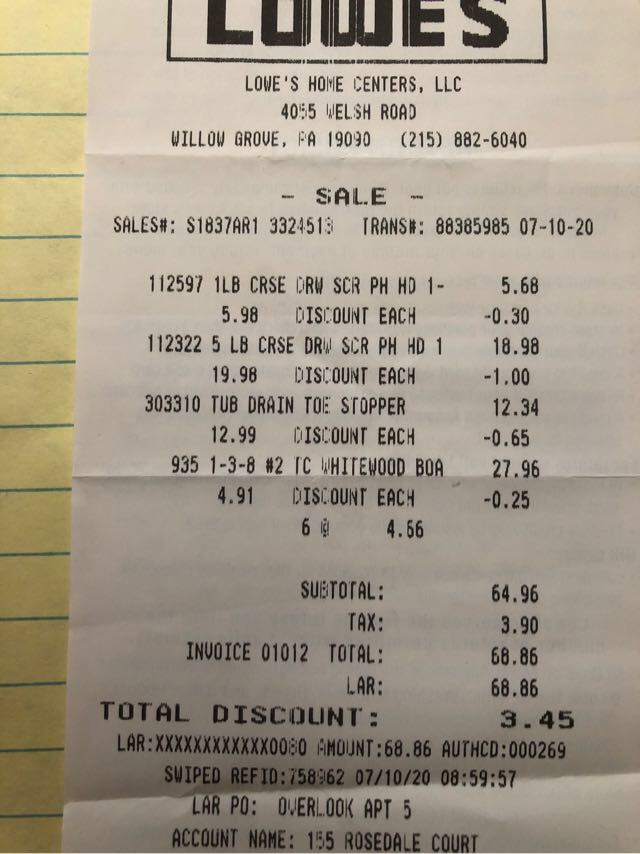 LOWES
LOWE'S HOME CENTERS, LLC
4055 WELSH ROAD
WILLOW GROVE, PA 19090 (215) 882-6040
- SALE -
SALES#: S1837AR1 3324513 TRANS#: 88385985 07-10-20
112597 1LB CRSE DRW SCR PH HD 1- 5.68
5.98 DISCOUNT EACH -0.30
112322 5 LB CRSE DRW SCR PH HD 1 18.98
19.98 DISCOUNT EACH -1.00
303310 TUB DRAIN TOE STOPPER 12.34
12.99 DISCOUNT EACH -0.65
935 1-3-8 #2 TC WHITEWOOD BOA 27.96
4.91 DISCOUNT EACH -0.25
6 @ 4.66
SUBTOTAL: 64.96
TAX: 3.90
INVOICE 01012 TOTAL: 68.86
LAR: 68.86
TOTAL DISCOUNT: 3.45
LAR:XXXXXXXXXXXX0080 AMOUNT:68.86 AUTHCD:000269
SWIPED REFID:758962 07/10/20 08:59:57
LAR PO: OVERLOOK APT 5
ACCOUNT NAME: 155 ROSEDALE COURT